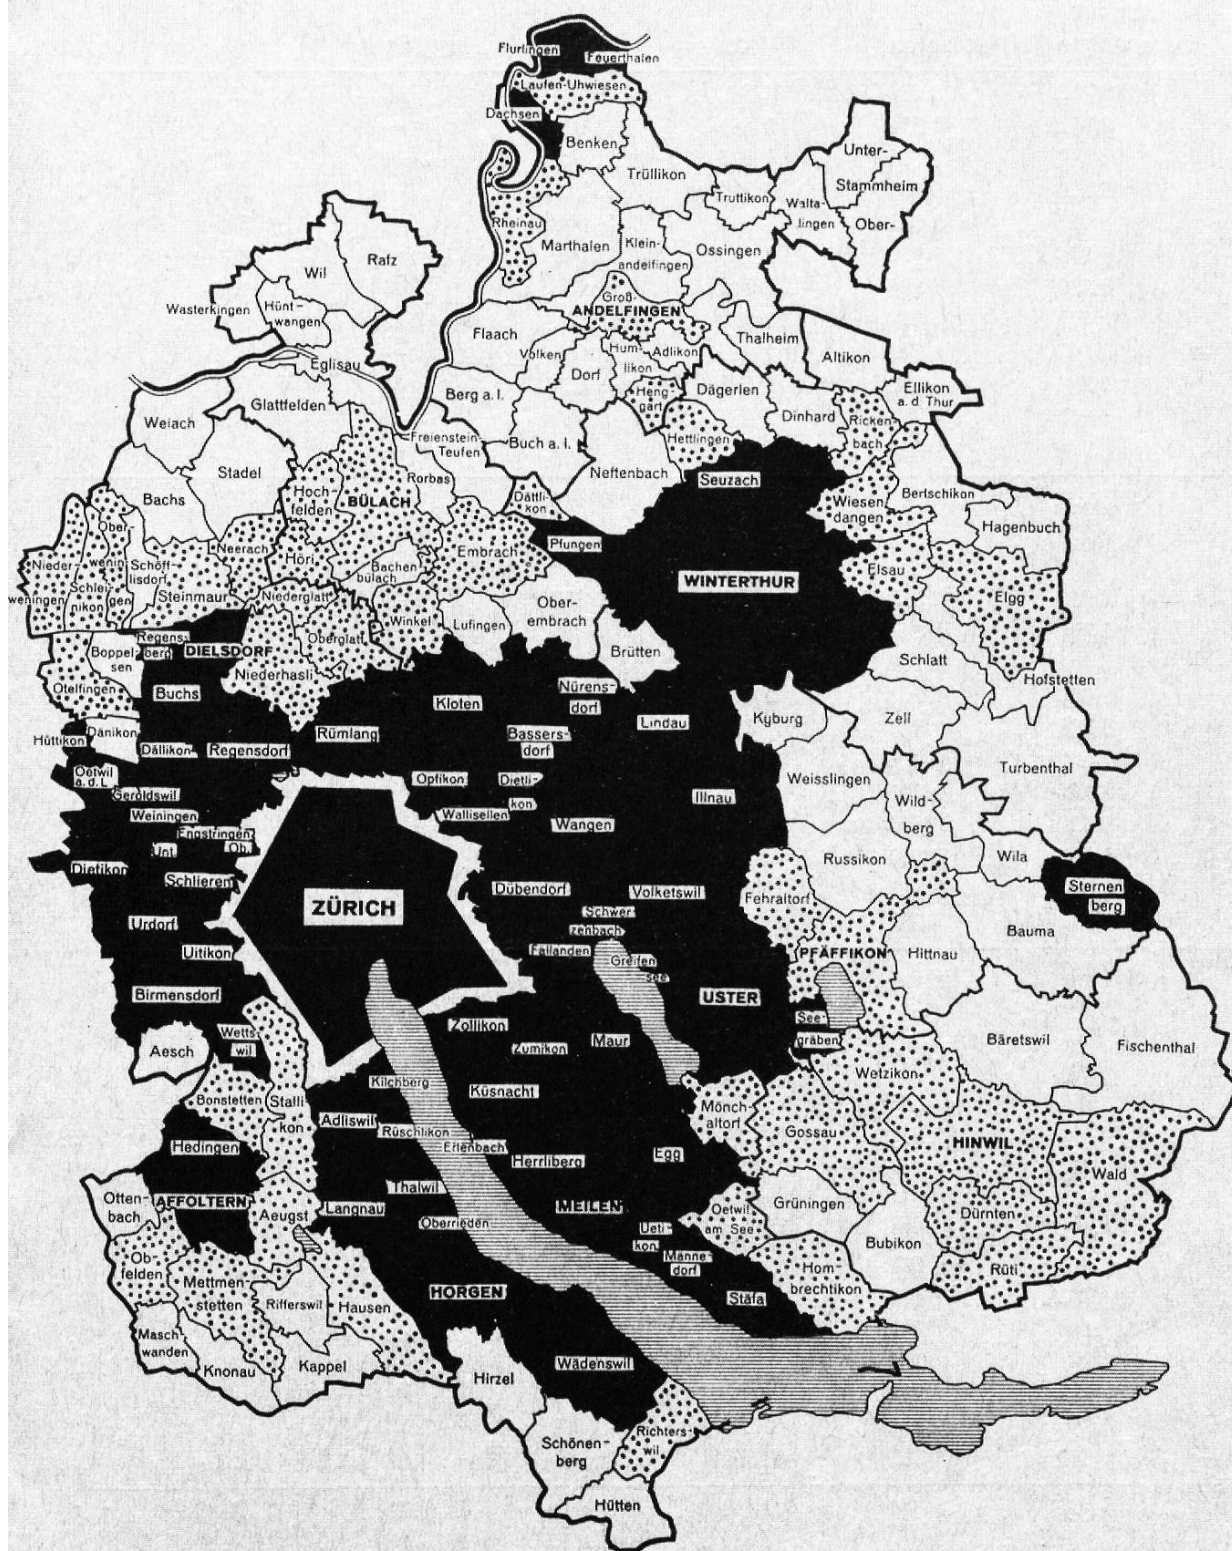 Flurlingen
Feuerthalen
Laufen-Uhwiesen
Dachsen
Benken
Trüllikon
Unter-
Stammheim
Ober-
Truttikon
Walta-
lingen
Rheinau
Marthalen
Klein-
andelfingen
Ossingen
Rafz
Wil
Wasterkingen
Hünt-
wangen
Groß-
ANDELFINGEN
Flaach
Volken
Dorf
Hum-
likon
Adlikon
Thalheim
Altikon
Eglisau
Heng-
gart
Dägerlen
Ellikon
a. d. Thur
Glattfelden
Berg a. I.
Dinhard
Ricken-
bach
Weiach
Freienstein-
Teufen
Buch a. I.
Hettlingen
Stadel
Neftenbach
Seuzach
Rorbas
Bachs
Hoch-
felden
BÜLACH
Dättli-
kon
Wiesen
dangen
Bertschikon
Hagenbuch
Ober-
wenin-
gen
Neerach
Höri
Bachen
bülach
Embrach
Pfungen
Nieder-
weningen
Schlei-
nikon
Schöff-
lisdorf
Steinmaur
WINTERTHUR
Elsau
Elgg
Niederglatt
Winkel
Lufingen
Ober-
embrach
Regens-
berg
Boppel-
sen
DIELSDORF
Oberglatt
Brütten
Schlatt
Otelfingen
Buchs
Niederhasli
Hofstetten
Nürens-
dorf
Kloten
Lindau
Kyburg
Zell
Hüttikon
Dänikon
Dällikon
Regensdorf
Rümlang
Bassers-
dorf
Turbenthal
Oetwil
a. d. L
Opfikon
Dietli-
kon
Weisslingen
Geroldswil
Illnau
Wild-
berg
Weiningen
Wallisellen
Wangen
Engstringen
Unt.
Ob.
Russikon
Wila
Dietikon
Schlieren
Dübendorf
Volketswil
Fehraltorf
Sternen
berg
ZÜRICH
Schwer-
zenbach
Urdorf
Bauma
Uitikon
Fällanden
Greifen
see
PFÄFFIKON
Hittnau
Birmensdorf
USTER
See-
gräben
Wetts-
wil
Zollikon
Zumikon
Maur
Bäretswil
Fischenthal
Aesch
Kilchberg
Küsnacht
Wetzikon
Bonstetten
Stalli
kon
Adliswil
Rüschlikon
Mönch-
altorf
Gossau
HINWIL
Hedingen
Erlenbach
Herrliberg
Egg
Wald
Otten-
bach
AFFOLTERN
Aeugst
Langnau
Thalwil
Oberrieden
MEILEN
Oetwil
am See
Grüningen
Dürnten
Ueti-
kon
Männe-
dorf
Bubikon
Ob-
felden
Mettmen-
stetten
Rifferswil
Hausen
HORGEN
Stäfa
Hom-
brechtikon
Rüti
Masch
wanden
Knonau
Kappel
Hirzel
Wädenswil
Schönen-
berg
Richters-
wil
Hütten